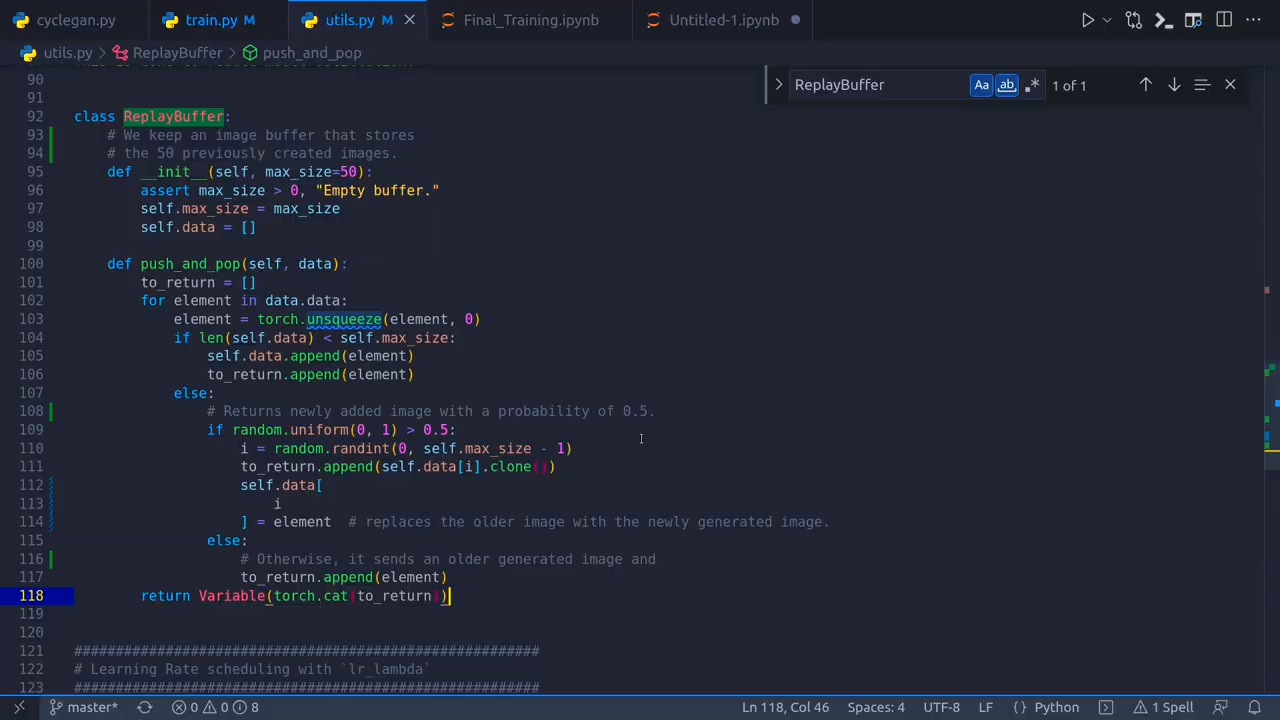 cyclegan.py train.py M utils.py M Final_Training.ipynb Untitled-1.ipynb
utils.py > ReplayBuffer > push_and_pop
ReplayBuffer Aa ab .* 1 of 1
90
91
92 class ReplayBuffer:
93 # We keep an image buffer that stores
94 # the 50 previously created images.
95 def __init__(self, max_size=50):
96 assert max_size > 0, "Empty buffer."
97 self.max_size = max_size
98 self.data = []
99
100 def push_and_pop(self, data):
101 to_return = []
102 for element in data.data:
103 element = torch.unsqueeze(element, 0)
104 if len(self.data) < self.max_size:
105 self.data.append(element)
106 to_return.append(element)
107 else:
108 # Returns newly added image with a probability of 0.5.
109 if random.uniform(0, 1) > 0.5:
110 i = random.randint(0, self.max_size - 1)
111 to_return.append(self.data[i].clone())
112 self.data[
113 i
114 ] = element # replaces the older image with the newly generated image.
115 else:
116 # Otherwise, it sends an older generated image and
117 to_return.append(element)
118 return Variable(torch.cat(to_return))
119
120
121 ########################################################
122 # Learning Rate scheduling with `lr_lambda`
123 ########################################################
master* 0 0 8 Ln 118, Col 46 Spaces: 4 UTF-8 LF {} Python 1 Spell